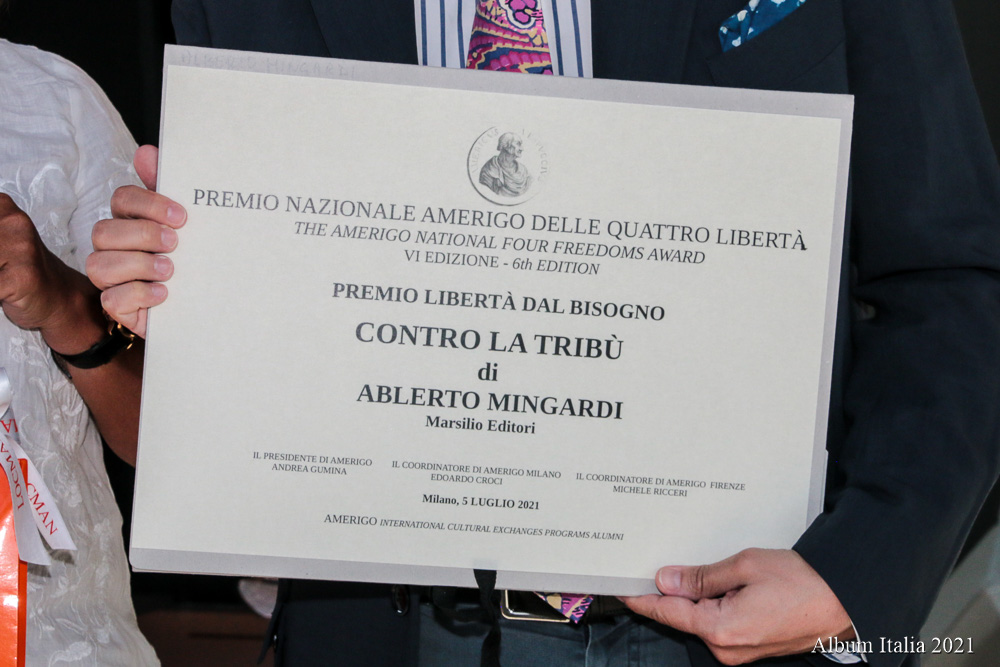 PREMIO NAZIONALE AMERIGO DELLE QUATTRO LIBERTÀ
THE AMERIGO NATIONAL FOUR FREEDOMS AWARD
VI EDIZIONE - 6th EDITION
PREMIO LIBERTÀ DAL BISOGNO
CONTRO LA TRIBÙ
di
ABLERTO MINGARDI
Marsilio Editori
IL PRESIDENTE DI AMERIGO
ANDREA GUMINA
IL COORDINATORE DI AMERIGO MILANO
EDOARDO CROCI
IL COORDINATORE DI AMERIGO FIRENZE
MICHELE RICCERI
Milano, 5 LUGLIO 2021
AMERIGO INTERNATIONAL CULTURAL EXCHANGES PROGRAMS ALUMNI
LOCMAN
Album Italia 2021